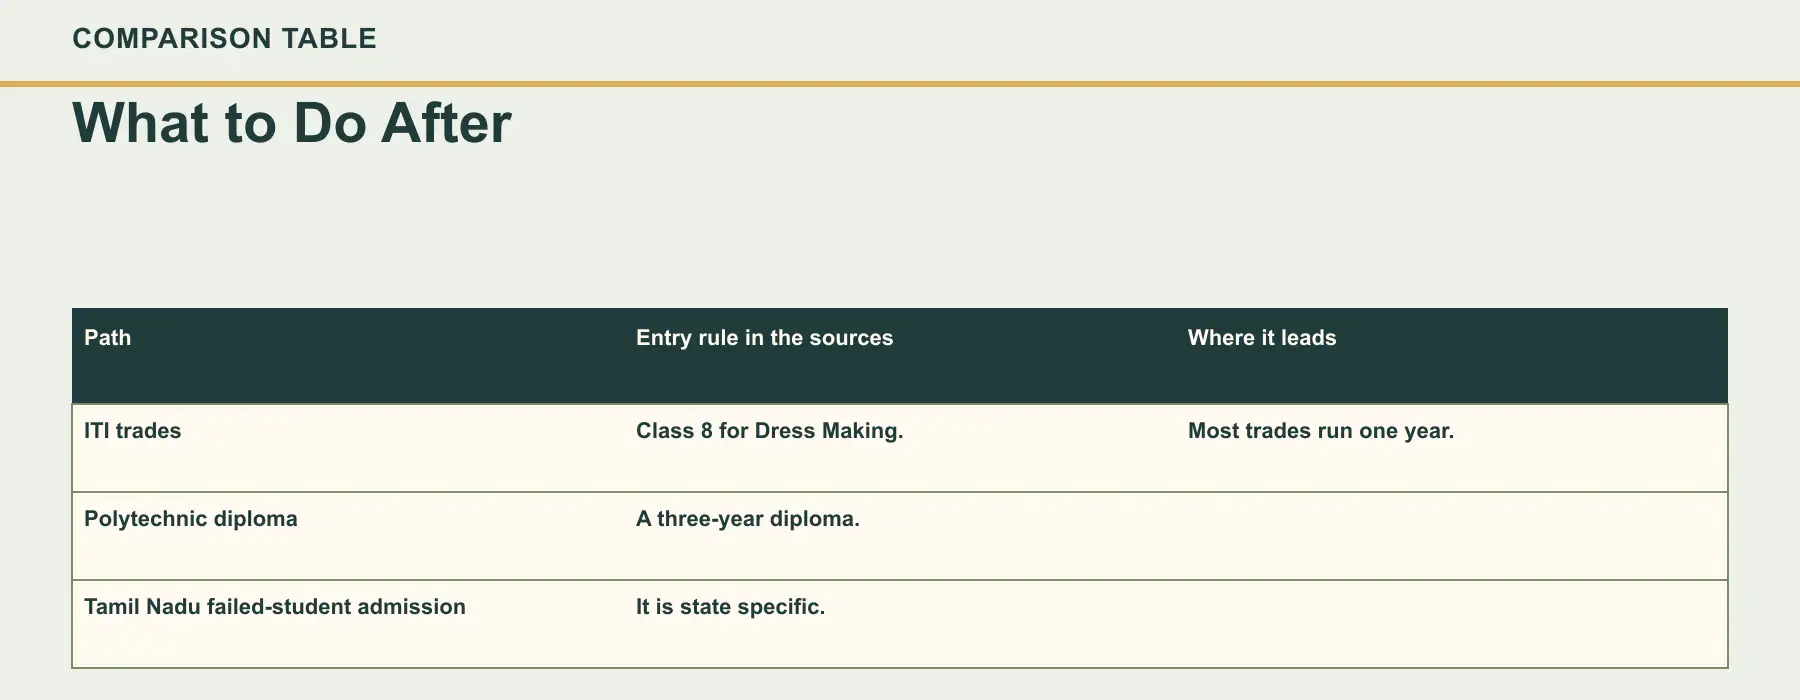 COMPARISON TABLE
What to Do After
Path Entry rule in the sources Where it leads
ITI trades Class 8 for Dress Making. Most trades run one year.
Polytechnic diploma A three-year diploma.
Tamil Nadu failed-student admission It is state specific.